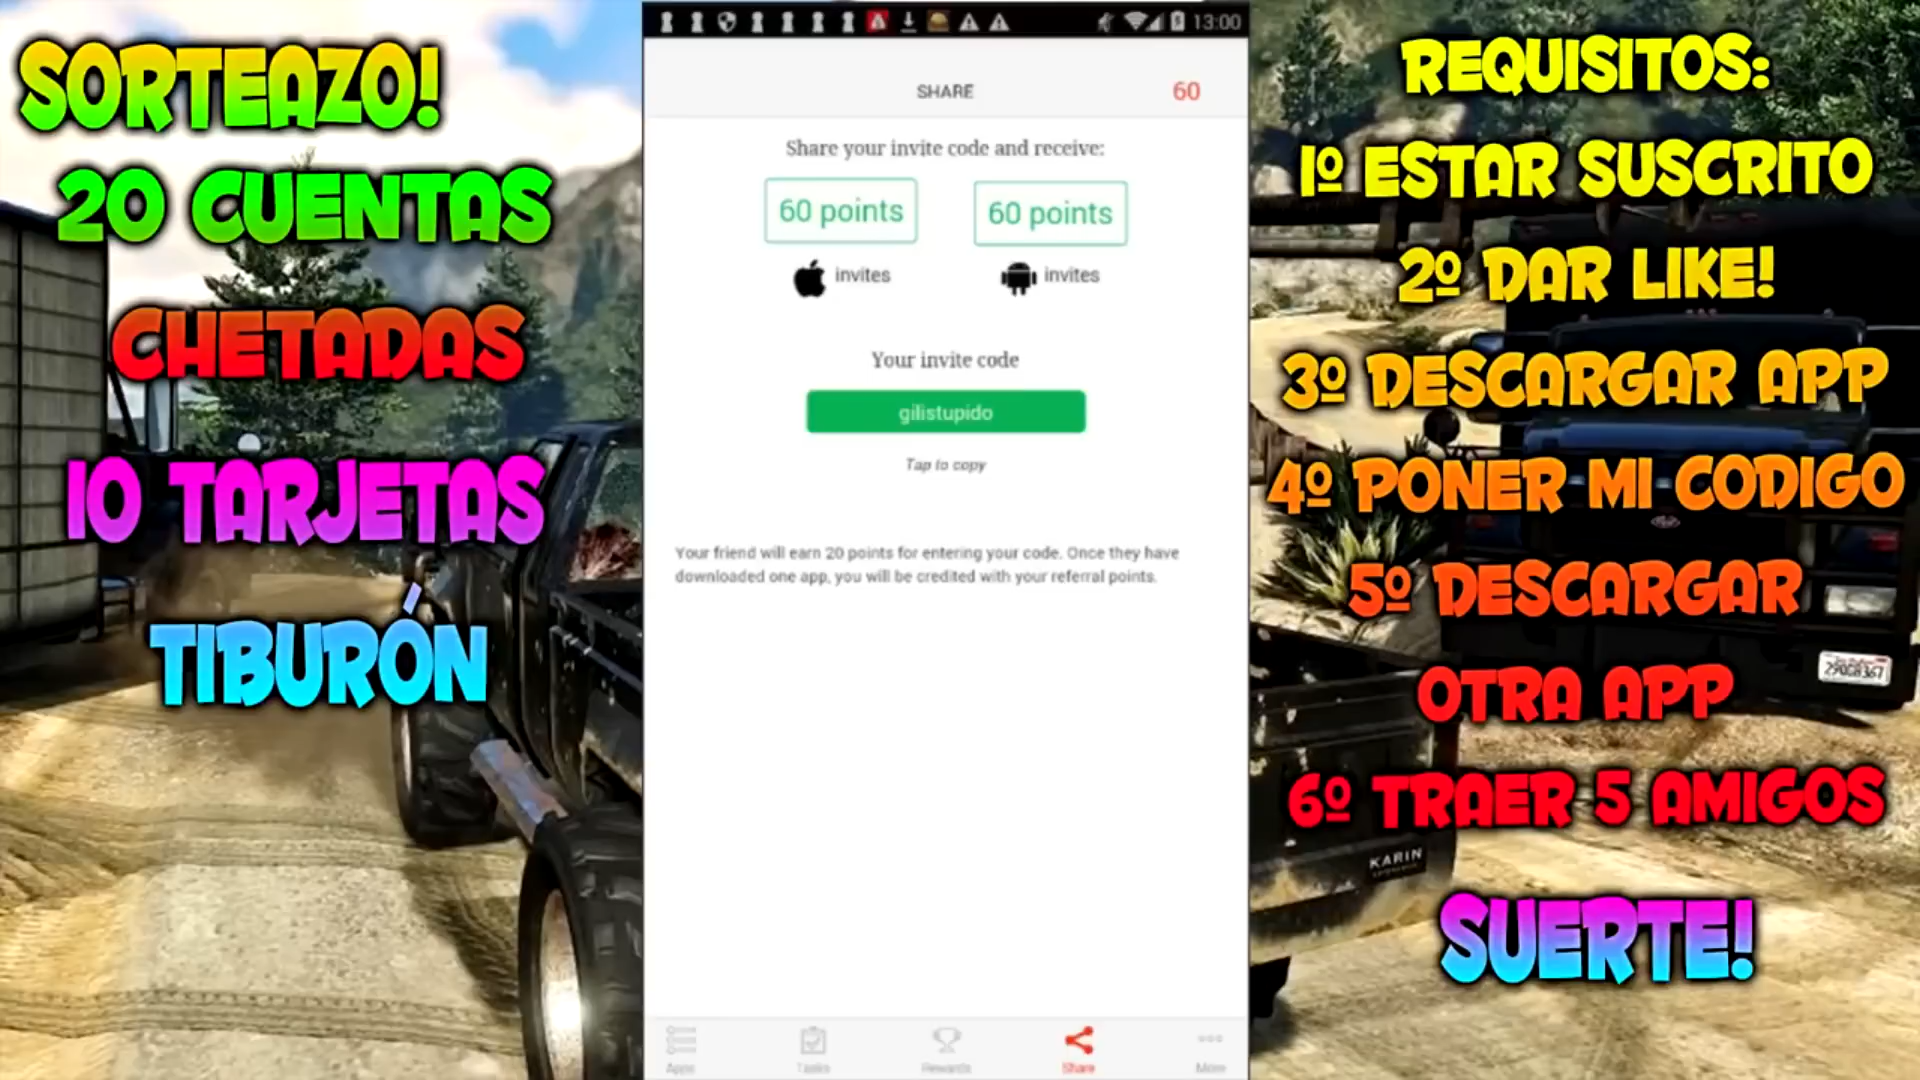 SORTEAZO!
20 CUENTAS
CHETADAS
10 TARJETAS
TIBURÓN
13:00
SHARE
60
Share your invite code and receive:
60 points
60 points
invites
invites
Your invite code
gilistupido
Tap to copy
Your friend will earn 20 points for entering your code. Once they have
downloaded one app, you will be credited with your referral points.
Apps
Tasks
Rewards
Share
More
REQUISITOS:
1º ESTAR SUSCRITO
2º DAR LIKE!
3º DESCARGAR APP
4º PONER MI CODIGO
5º DESCARGAR
OTRA APP
6º TRAER 5 AMIGOS
SUERTE!
KARIN